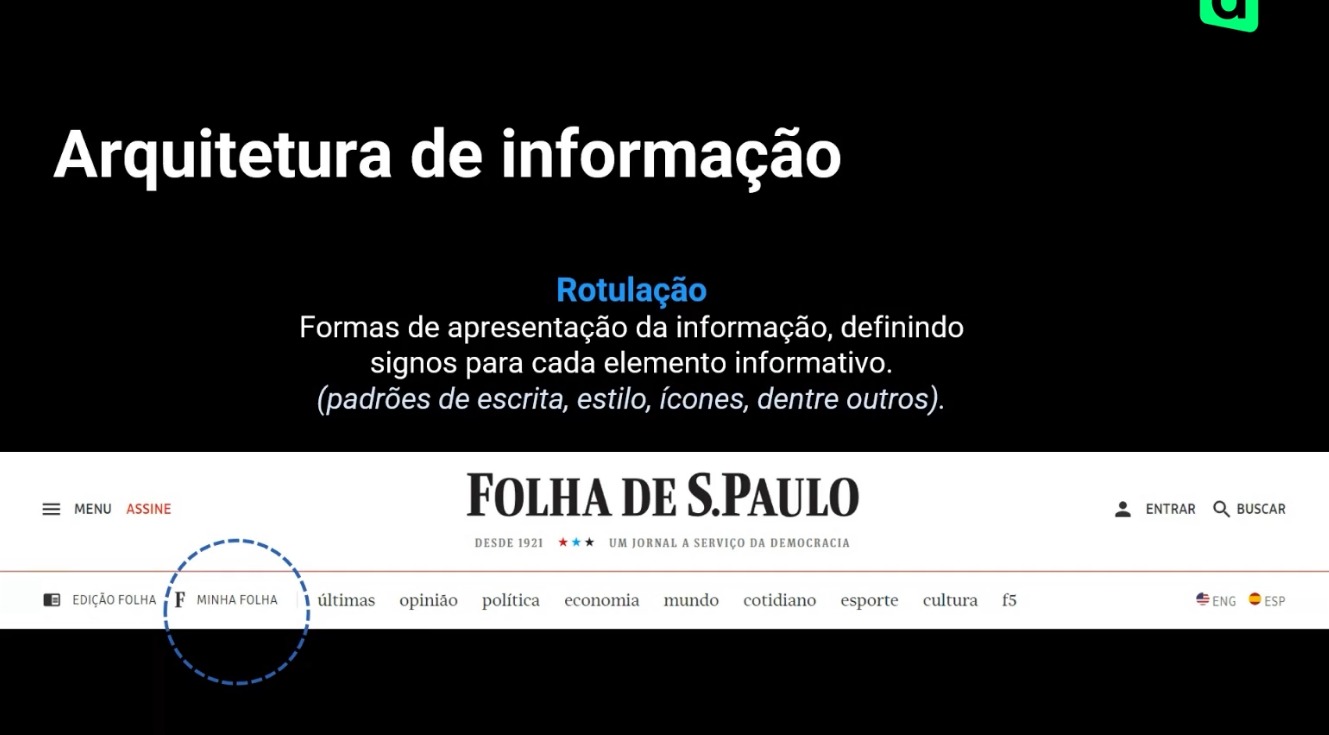 Arquitetura de informação
Rotulação
Formas de apresentação da informação, definindo
signos para cada elemento informativo.
(padrões de escrita, estilo, ícones, dentre outros).
MENU ASSINE
FOLHA DE S.PAULO
ENTRAR BUSCAR
DESDE 1921 ★★★ UM JORNAL A SERVIÇO DA DEMOCRACIA
EDIÇÃO FOLHA F MINHA FOLHA últimas opinião política economia mundo cotidiano esporte cultura f5 ENG ESP